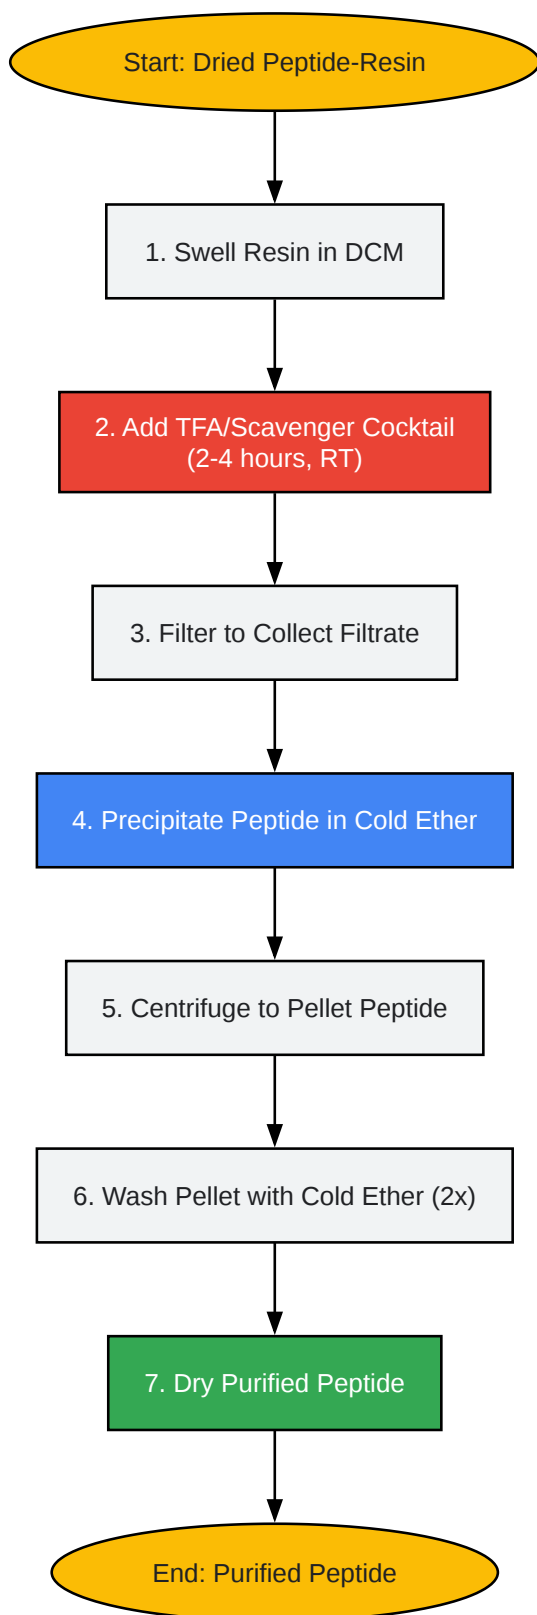 Start: Dried Peptide-Resin
1. Swell Resin in DCM
2. Add TFA/Scavenger Cocktail
(2-4 hours, RT)
3. Filter to Collect Filtrate
4. Precipitate Peptide in Cold Ether
5. Centrifuge to Pellet Peptide
6. Wash Pellet with Cold Ether (2x)
7. Dry Purified Peptide
End: Purified Peptide